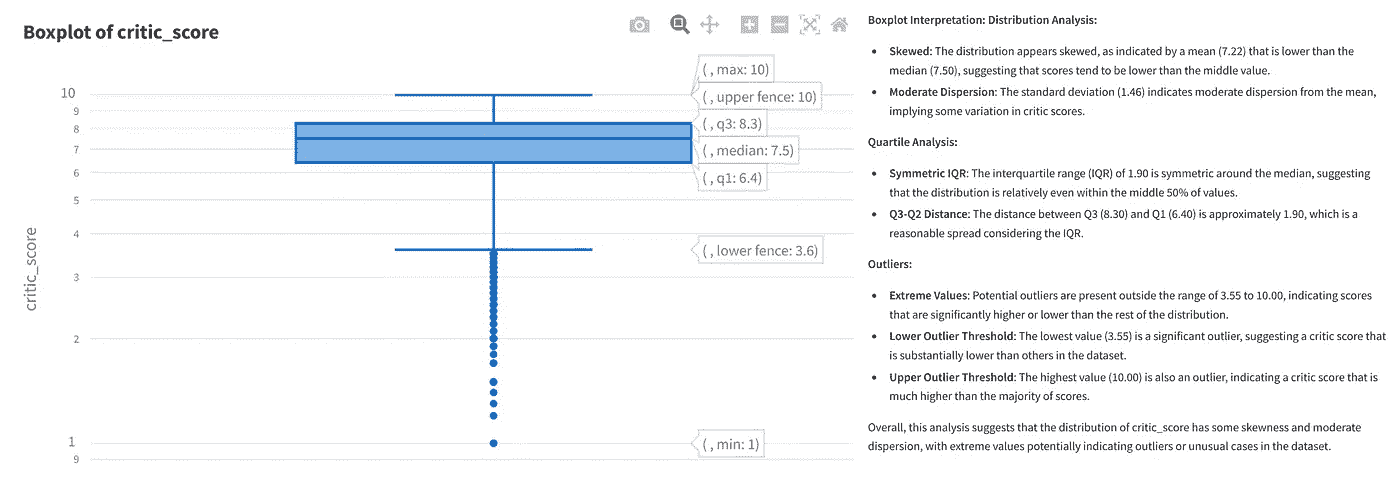 Boxplot of critic_score
(, max: 10)
(, upper fence: 10)
(, q3: 8.3)
(, median: 7.5)
(, q1: 6.4)
(, lower fence: 3.6)
(, min: 1)
10
9
8
7
6
5
4
3
2
1
9
critic_score
Boxplot Interpretation: Distribution Analysis:
• Skewed: The distribution appears skewed, as indicated by a mean (7.22) that is lower than the
median (7.50), suggesting that scores tend to be lower than the middle value.
• Moderate Dispersion: The standard deviation (1.46) indicates moderate dispersion from the mean,
implying some variation in critic scores.
Quartile Analysis:
• Symmetric IQR: The interquartile range (IQR) of 1.90 is symmetric around the median, suggesting
that the distribution is relatively even within the middle 50% of values.
• Q3-Q2 Distance: The distance between Q3 (8.30) and Q1 (6.40) is approximately 1.90, which is a
reasonable spread considering the IQR.
Outliers:
• Extreme Values: Potential outliers are present outside the range of 3.55 to 10.00, indicating scores
that are significantly higher or lower than the rest of the distribution.
• Lower Outlier Threshold: The lowest value (3.55) is a significant outlier, suggesting a critic score that
is substantially lower than others in the dataset.
• Upper Outlier Threshold: The highest value (10.00) is also an outlier, indicating a critic score that is
much higher than the majority of scores.
Overall, this analysis suggests that the distribution of critic_score has some skewness and moderate
dispersion, with extreme values potentially indicating outliers or unusual cases in the dataset.